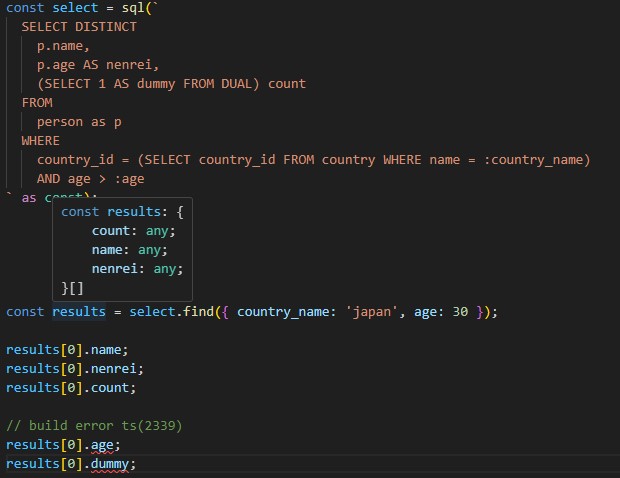 const select = sql(`
SELECT DISTINCT
p.name,
p.age AS nenrei,
(SELECT 1 AS dummy FROM DUAL) count
FROM
person as p
WHERE
country_id = (SELECT country_id FROM country WHERE name = :country_name)
AND age > :age
` as const);
const results: {
count: any;
name: any;
nenrei: any;
}[]
const results = select.find({ country_name: 'japan', age: 30 });
results[0].name;
results[0].nenrei;
results[0].count;
// build error ts(2339)
results[0].age;
results[0].dummy;